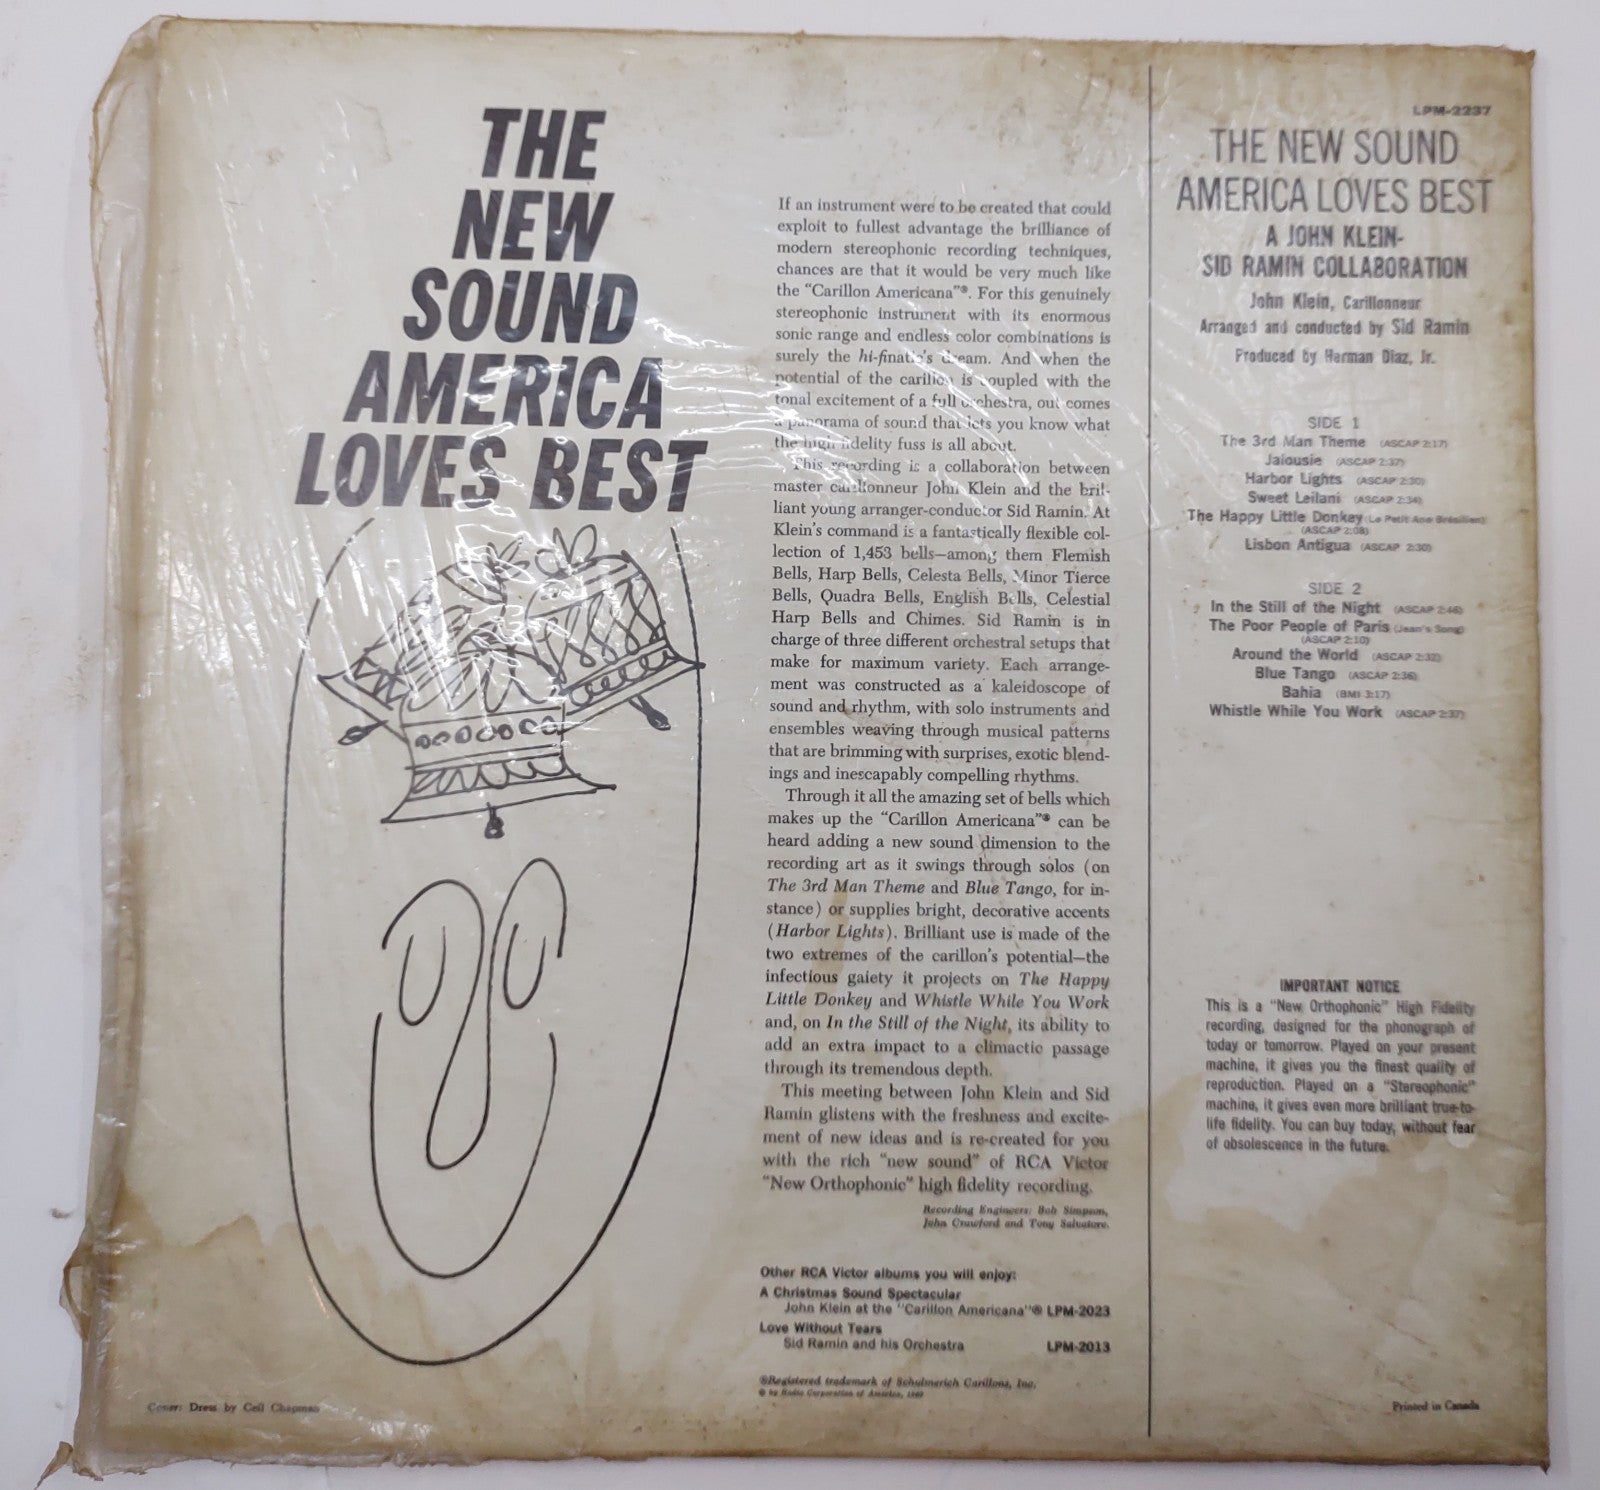 THE
NEW
SOUND
AMERICA
LOVES BEST
If an instrument were to be created that could
exploit to fullest advantage the brilliance of
modern stereophonic recording techniques,
chances are that it would be very much like
the “Carillon Americana”®. For this genuinely
stereophonic instrument with its enormous
sonic range and endless color combinations is
surely the hi-finatic's dream. And when the
potential of the carillon is coupled with the
tonal excitement of a full orchestra, out comes
a panorama of sound that lets you know what
the high fidelity fuss is all about.
This recording is a collaboration between
master carillonneur John Klein and the bril-
liant young arranger-conductor Sid Ramin. At
Klein's command is a fantastically flexible col-
lection of 1,453 bells—among them Flemish
Bells, Harp Bells, Celesta Bells, Minor Tierce
Bells, Quadra Bells, English Bells, Celestial
Harp Bells and Chimes. Sid Ramin is in
charge of three different orchestral setups that
make for maximum variety. Each arrange-
ment was constructed as a kaleidoscope of
sound and rhythm, with solo instruments and
ensembles weaving through musical patterns
that are brimming with surprises, exotic blend-
ings and inescapably compelling rhythms.
Through it all the amazing set of bells which
makes up the “Carillon Americana”® can be
heard adding a new sound dimension to the
recording art as it swings through solos (on
The 3rd Man Theme and Blue Tango, for in-
stance) or supplies bright, decorative accents
(Harbor Lights). Brilliant use is made of the
two extremes of the carillon's potential—the
infectious gaiety it projects on The Happy
Little Donkey and Whistle While You Work
and, on In the Still of the Night, its ability to
add an extra impact to a climactic passage
through its tremendous depth.
This meeting between John Klein and Sid
Ramin glistens with the freshness and excite-
ment of new ideas and is re-created for you
with the rich “new sound” of RCA Victor
“New Orthophonic” high fidelity recording.
Recording Engineers: Bob Simpson,
John Crawford and Tony Salvatore.
Other RCA Victor albums you will enjoy:
A Christmas Sound Spectacular
John Klein at the “Carillon Americana”® LPM-2023
Love Without Tears
Sid Ramin and his Orchestra LPM-2013
®Registered trademark of Schulmerich Carillons, Inc.
© by Radio Corporation of America, 1960
Cover: Dress by Ceil Chapman
LPM-2237
THE NEW SOUND
AMERICA LOVES BEST
A JOHN KLEIN-
SID RAMIN COLLABORATION
John Klein, Carillonneur
Arranged and conducted by Sid Ramin
Produced by Herman Diaz, Jr.
SIDE 1
The 3rd Man Theme (ASCAP 2:17)
Jalousie (ASCAP 2:37)
Harbor Lights (ASCAP 2:30)
Sweet Leilani (ASCAP 2:34)
The Happy Little Donkey (Le Petit Ane Brésilien)
(ASCAP 2:08)
Lisbon Antigua (ASCAP 2:30)
SIDE 2
In the Still of the Night (ASCAP 2:46)
The Poor People of Paris (Jean's Song)
(ASCAP 2:10)
Around the World (ASCAP 2:32)
Blue Tango (ASCAP 2:36)
Bahia (BMI 3:17)
Whistle While You Work (ASCAP 2:37)
IMPORTANT NOTICE
This is a “New Orthophonic” High Fidelity
recording, designed for the phonograph of
today or tomorrow. Played on your present
machine, it gives you the finest quality of
reproduction. Played on a “Stereophonic”
machine, it gives even more brilliant true-to-
life fidelity. You can buy today, without fear
of obsolescence in the future.
Printed in Canada